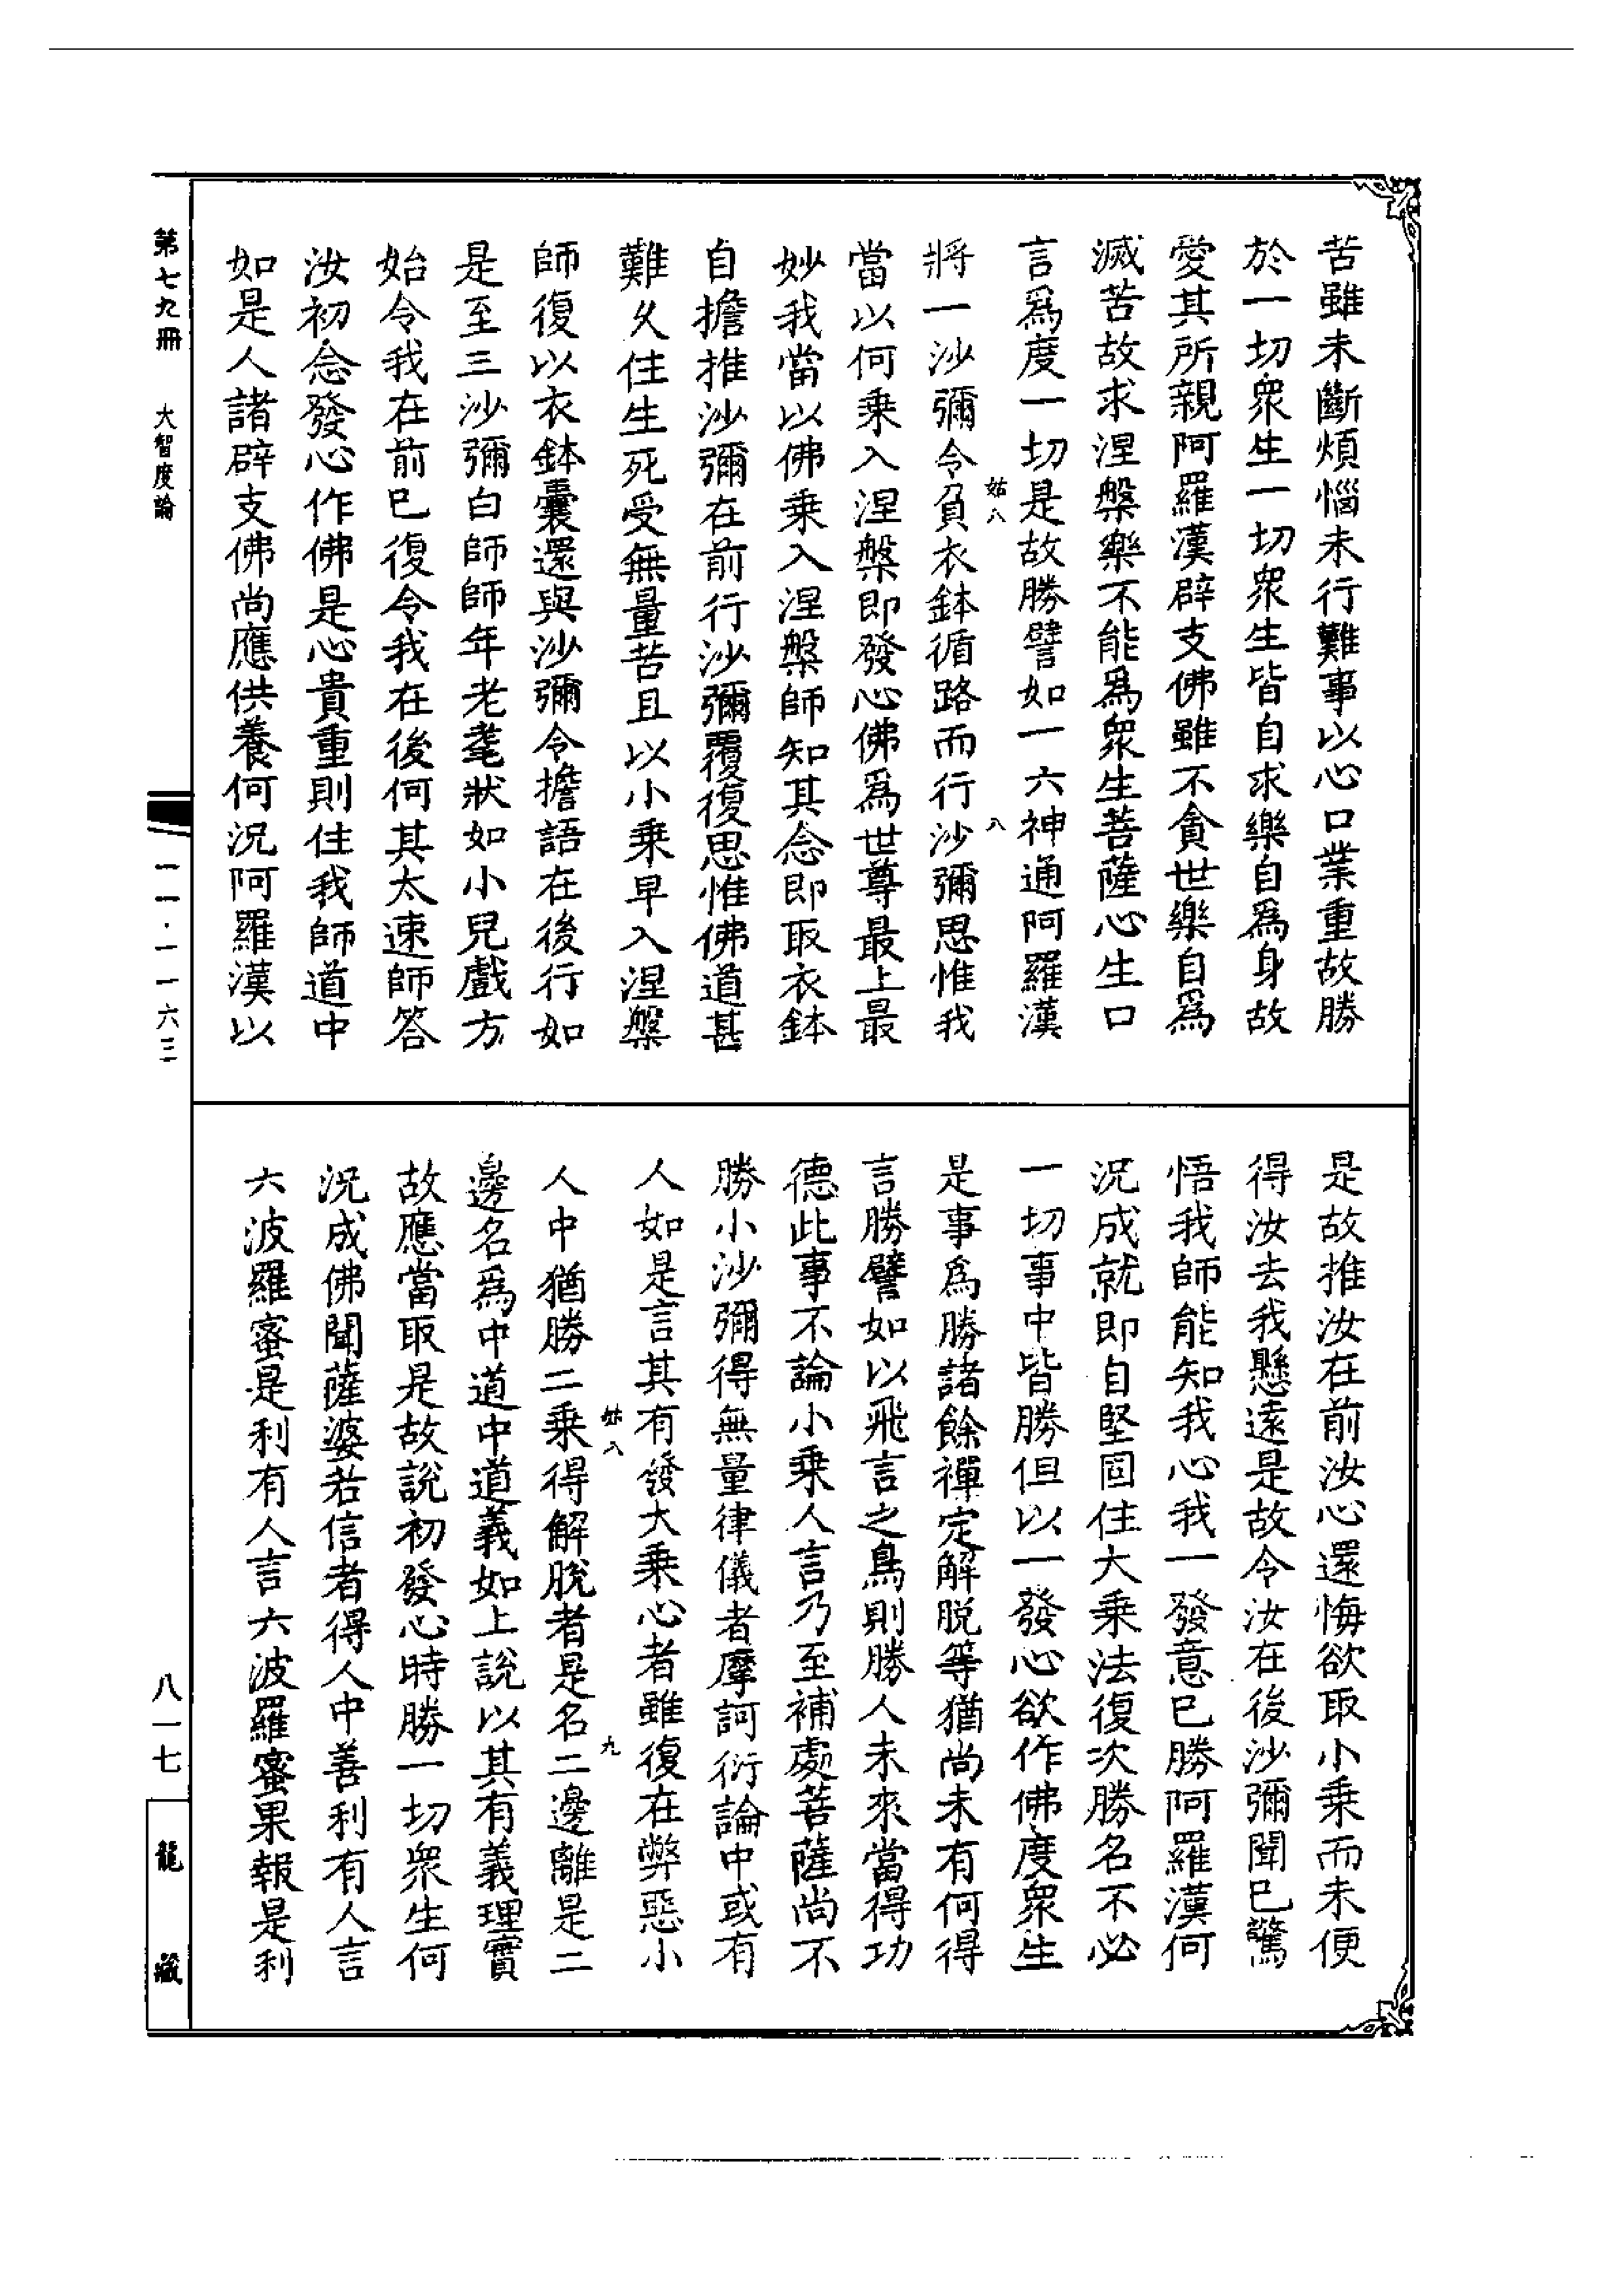 苦雖未斷煩惱未行難事以心口業重故勝
於一切眾生一切眾生皆自求樂自爲身故
愛其所親阿羅漢辟支佛雖不貪世樂自爲
滅苦故求涅槃樂不能爲眾生菩薩心生口
言爲度一切是故勝譬如一六神通阿羅漢
姑八
八
將一沙彌令負衣鉢循路而行沙彌思惟我
當以何乘入涅槃即發心佛爲世尊最上最
妙我當以佛乘入涅槃師知其念即取衣鉢
自擔推沙彌在前行沙彌覆復思惟佛道甚
難久住生死受無量苦且以小乘早入涅槃
師復以衣鉢囊還與沙彌令擔語在後行如
是至三沙彌白師師年老耄狀如小兒戲方
始令我在前已復令我在後何其太速師答
汝初念發心作佛是心貴重則住我師道中
如是人諸辟支佛尚應供養何況阿羅漢以
是故推汝在前汝心還悔欲取小乘而未便
得汝去我懸遠是故令汝在後沙彌聞已驚
悟我師能知我心我一發意已勝阿羅漢何
況成就即自堅固住大乘法復次勝名不必
一切事中皆勝但以一發心欲作佛度眾生
是事爲勝諸餘禪定解脫等猶尚未有何得
言勝譬如以飛言之鳥則勝人未來當得功
德此事不論小乘人言乃至補處菩薩尚不
勝小沙彌得無量律儀者摩訶衍論中或有
人如是言其有發大乘心者雖復在弊惡小
姑八
九
人中猶勝二乘得解脫者是名二邊離是二
邊名爲中道中道義如上說以其有義理實
故應當取是故說初發心時勝一切眾生何
況成佛聞薩婆若信者得人中善利有人言
六波羅蜜是利有人言六波羅蜜果報是利
第七九冊 大智度論
一一一·一一六三
八一七
龍藏